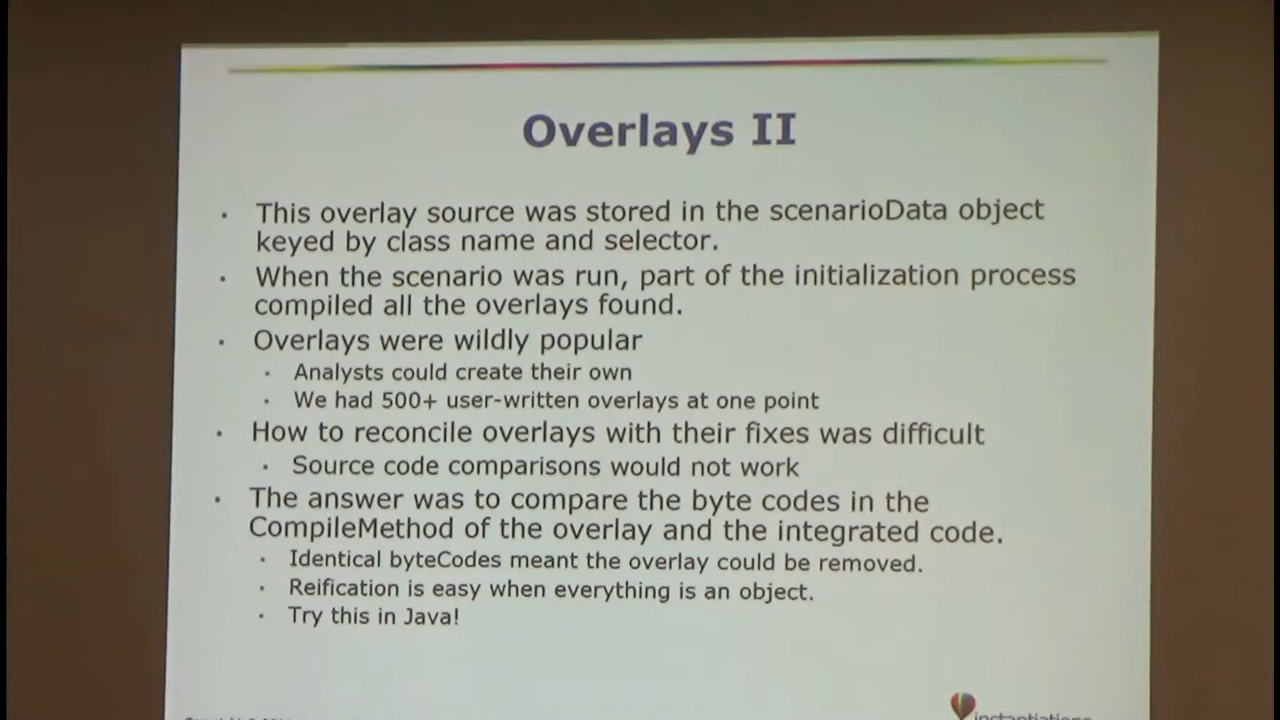 Overlays II
· This overlay source was stored in the scenarioData object
keyed by class name and selector.
· When the scenario was run, part of the initialization process
compiled all the overlays found.
· Overlays were wildly popular
· Analysts could create their own
· We had 500+ user-written overlays at one point
· How to reconcile overlays with their fixes was difficult
· Source code comparisons would not work
· The answer was to compare the byte codes in the
CompileMethod of the overlay and the integrated code.
· Identical byteCodes meant the overlay could be removed.
· Reification is easy when everything is an object.
· Try this in Java!
instantiations